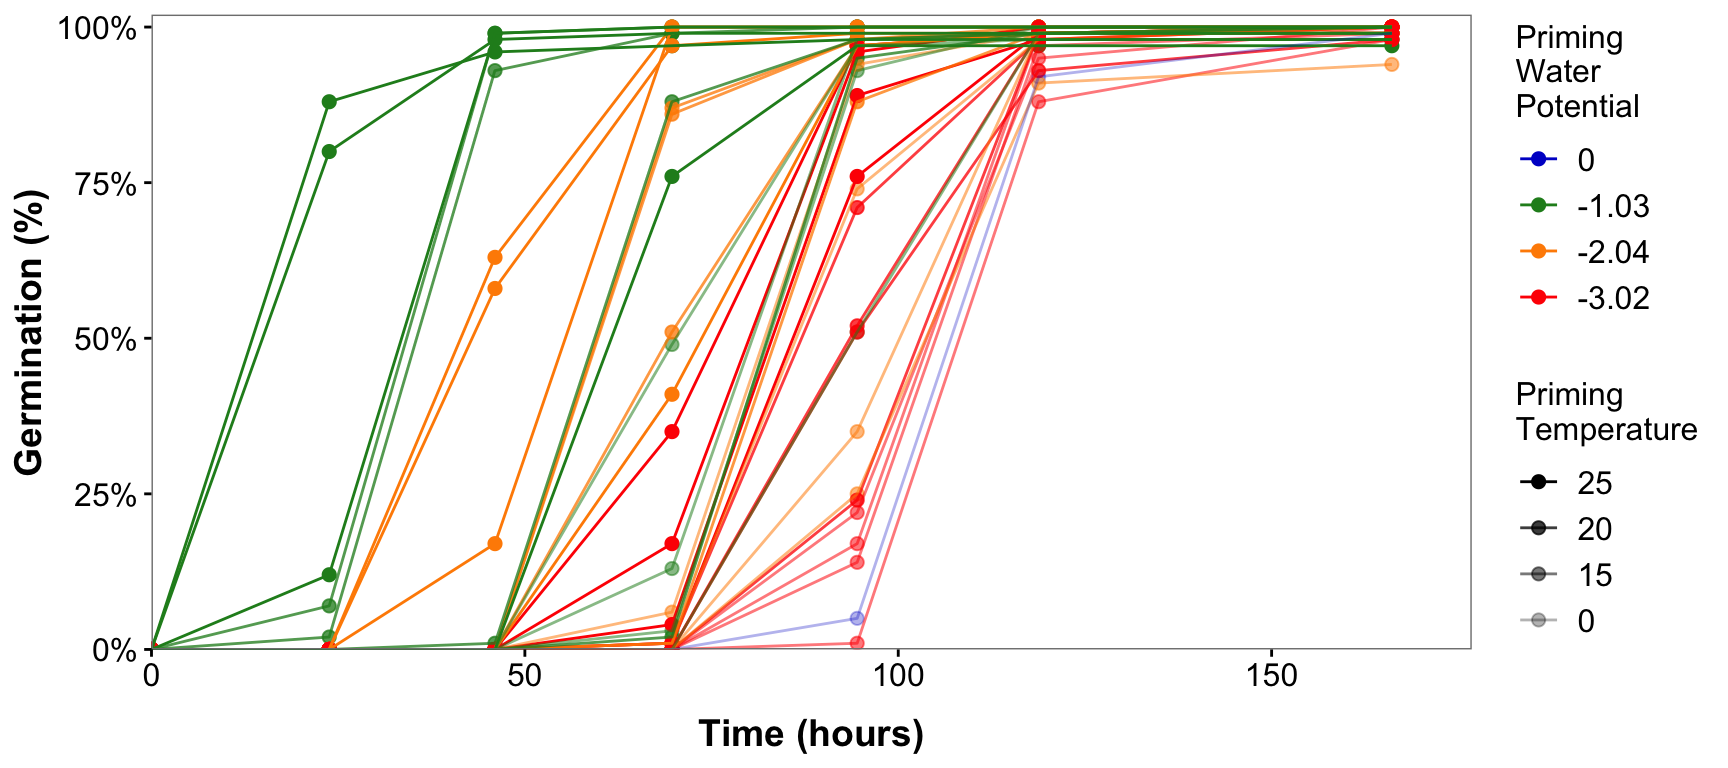 100%
75%
50%
25%
0%
Germination (%)
0
50
100
150
Time (hours)
Priming
Water
Potential
0
-1.03
-2.04
-3.02
Priming
Temperature
25
20
15
0